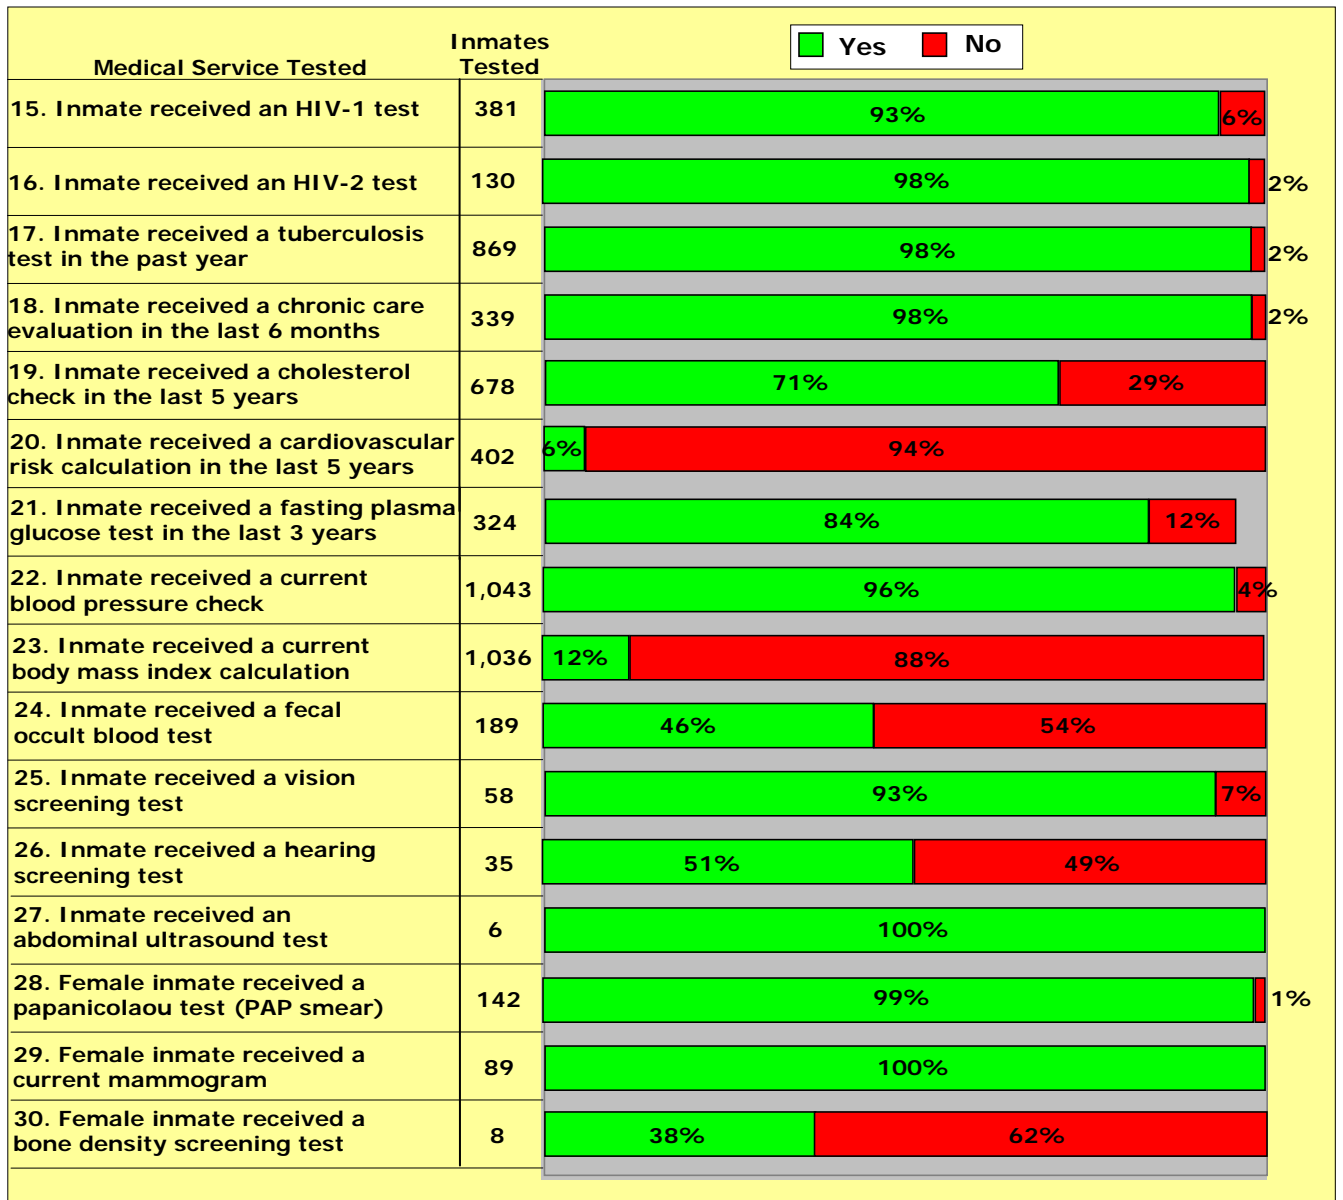 Medical Service Tested
Inmates
Tested
Yes
No
15. Inmate received an HIV-1 test
381
93%
6%
16. Inmate received an HIV-2 test
130
98%
2%
17. Inmate received a tuberculosis
test in the past year
869
98%
2%
18. Inmate received a chronic care
evaluation in the last 6 months
339
98%
2%
19. Inmate received a cholesterol
check in the last 5 years
678
71%
29%
20. Inmate received a cardiovascular
risk calculation in the last 5 years
402
6%
94%
21. Inmate received a fasting plasma
glucose test in the last 3 years
324
84%
12%
22. Inmate received a current
blood pressure check
1,043
96%
4%
23. Inmate received a current
body mass index calculation
1,036
12%
88%
24. Inmate received a fecal
occult blood test
189
46%
54%
25. Inmate received a vision
screening test
58
93%
7%
26. Inmate received a hearing
screening test
35
51%
49%
27. Inmate received an
abdominal ultrasound test
6
100%
28. Female inmate received a
papanicolaou test (PAP smear)
142
99%
1%
29. Female inmate received a
current mammogram
89
100%
30. Female inmate received a
bone density screening test
8
38%
62%